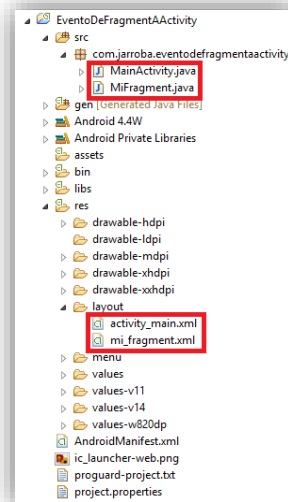 EventoDeFragmentAActivity
src
com.jarroba.eventodefragmentaactivity
MainActivity.java
MiFragment.java
gen [Generated Java Files]
Android 4.4W
Android Private Libraries
assets
bin
libs
res
drawable-hdpi
drawable-ldpi
drawable-mdpi
drawable-xhdpi
drawable-xxhdpi
layout
activity_main.xml
mi_fragment.xml
menu
values
values-v11
values-v14
values-w820dp
AndroidManifest.xml
ic_launcher-web.png
proguard-project.txt
project.properties